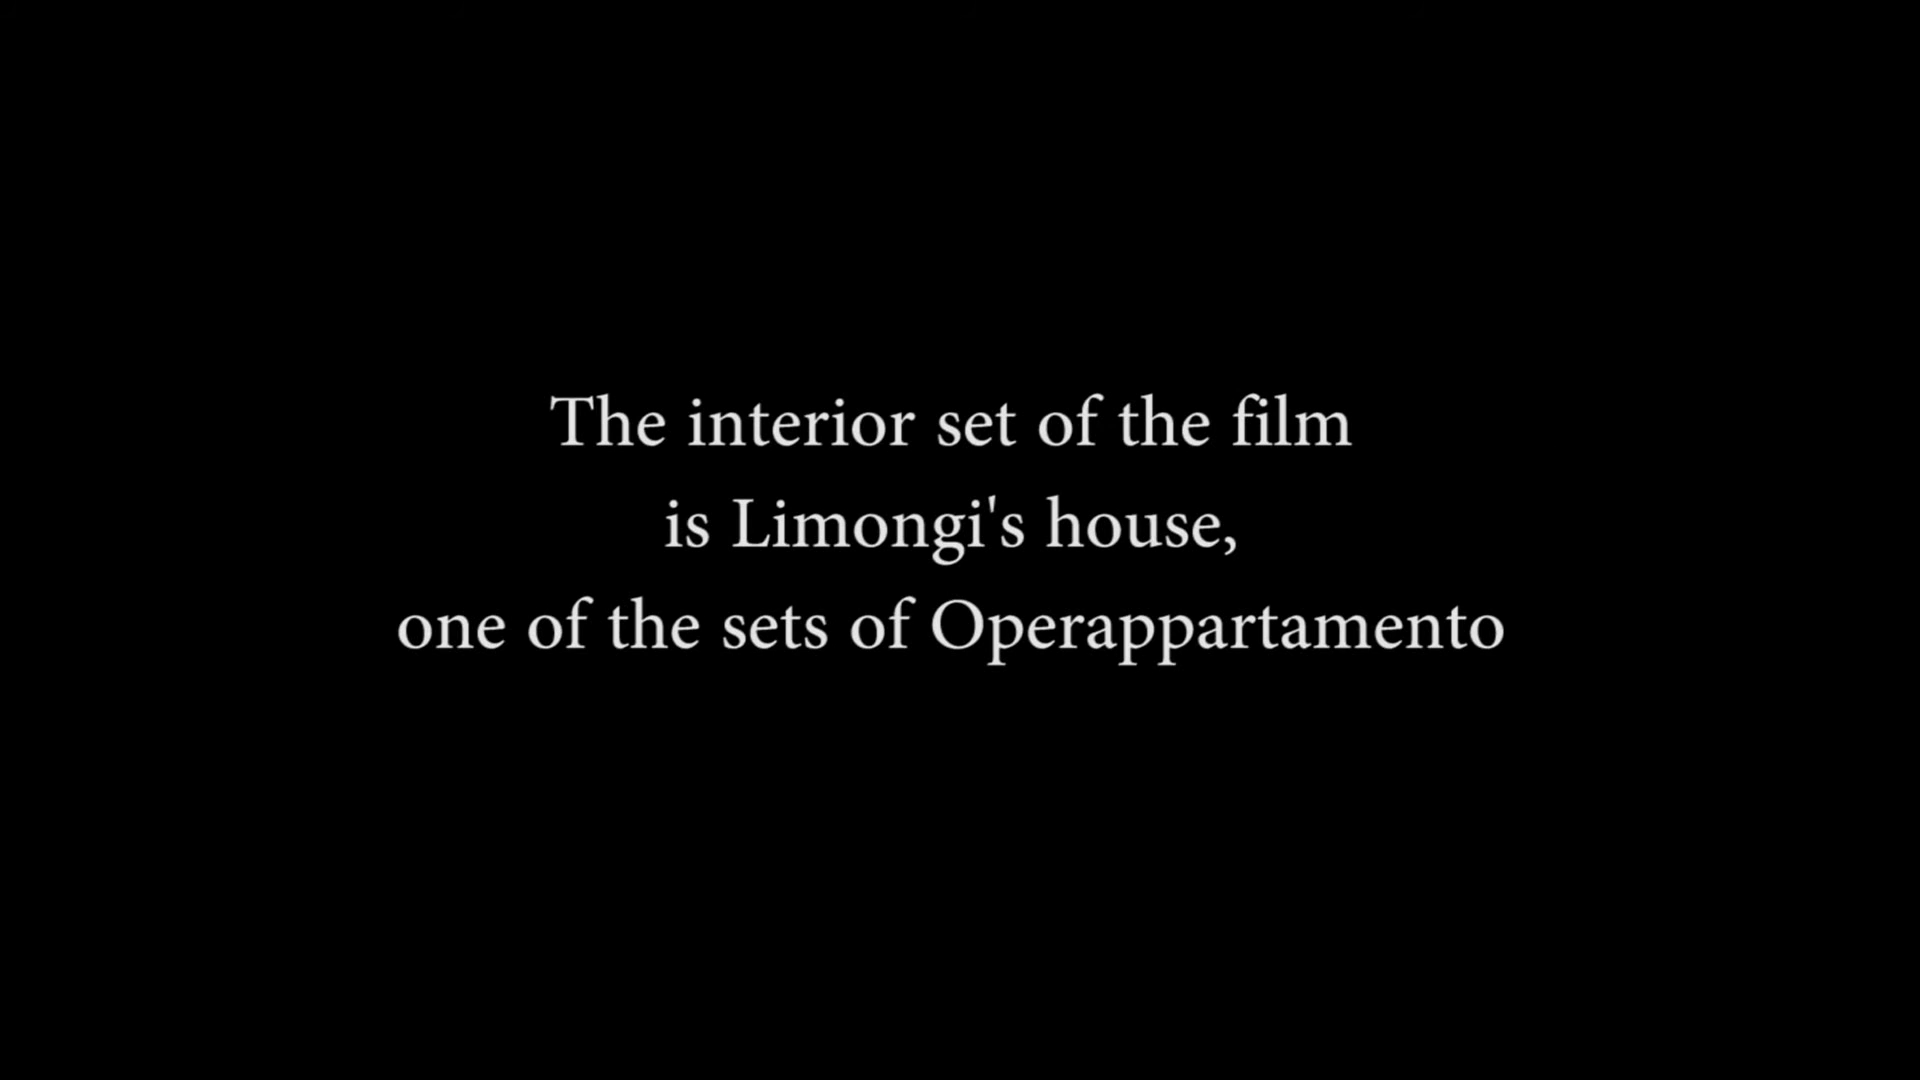 The interior set of the film
is Limongi's house,
one of the sets of Operappartamento